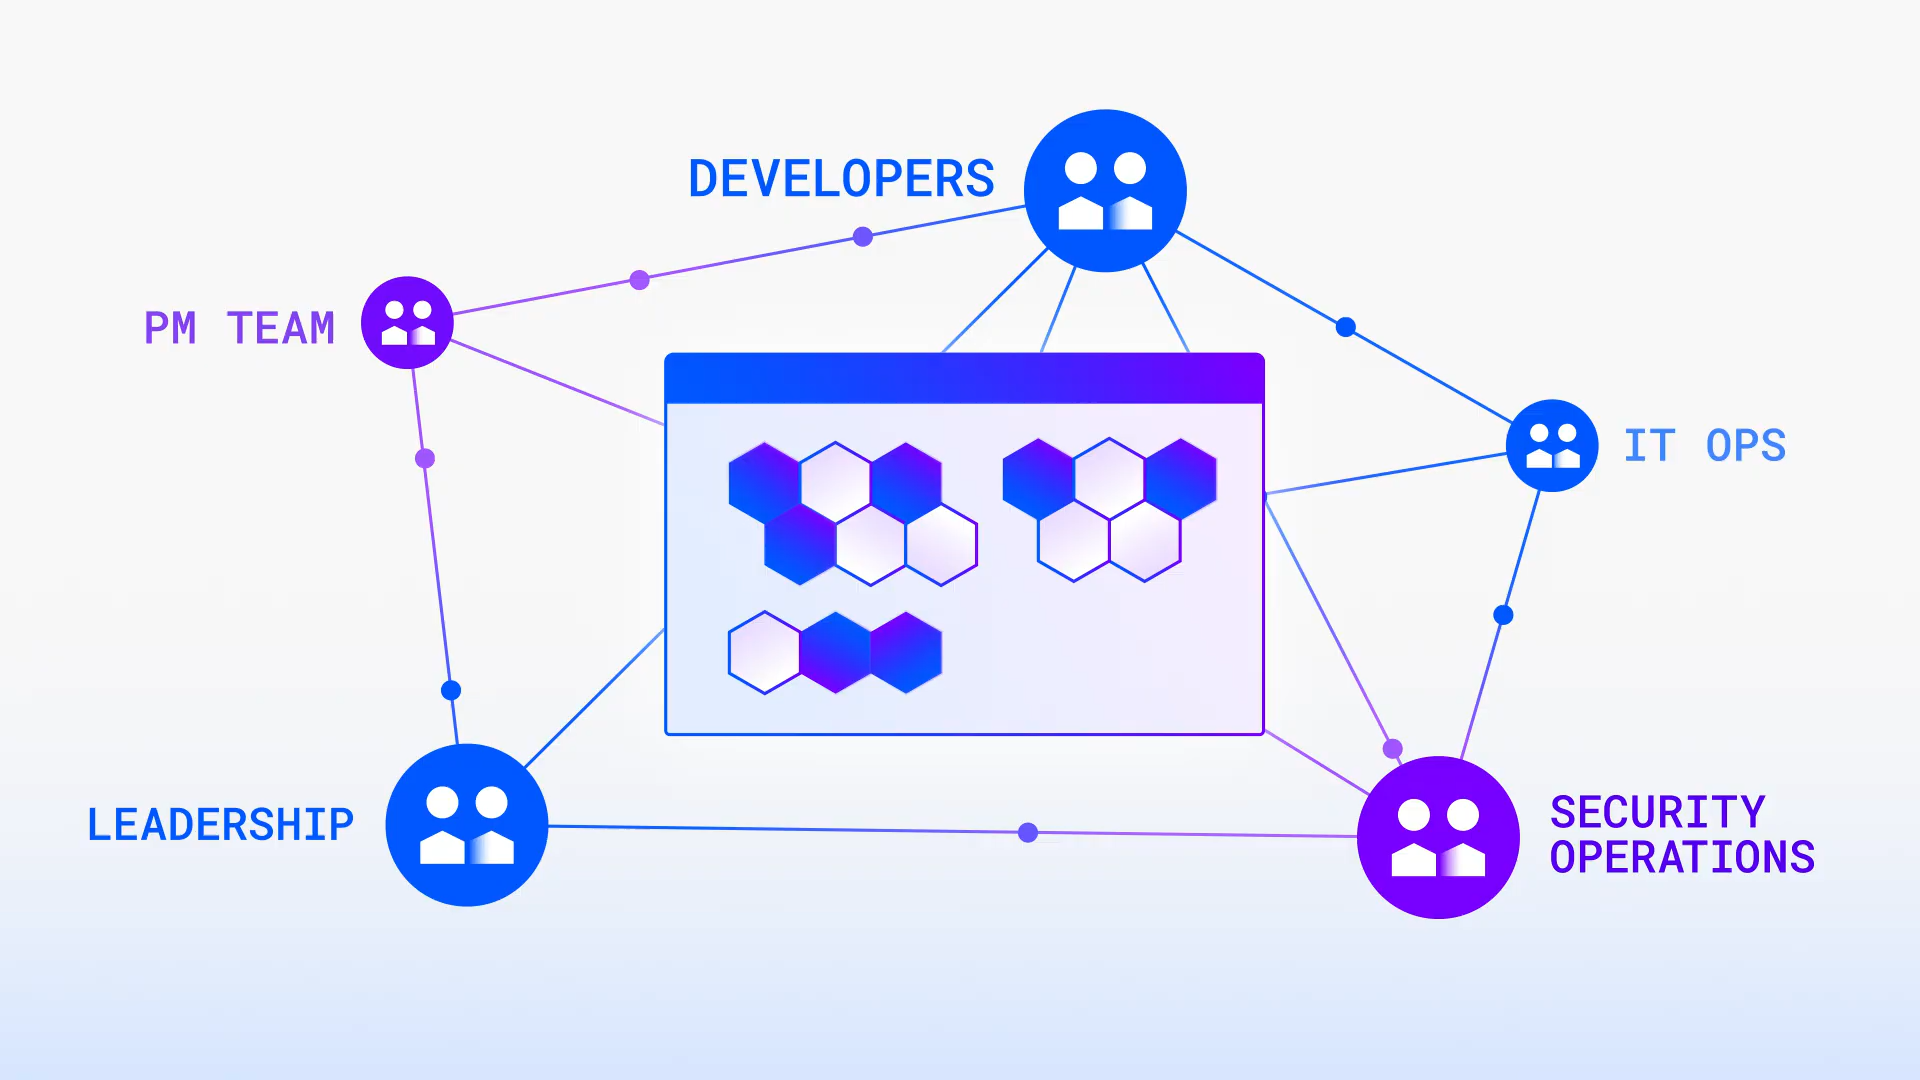 DEVELOPERS
PM TEAM
IT OPS
LEADERSHIP
SECURITY
OPERATIONS